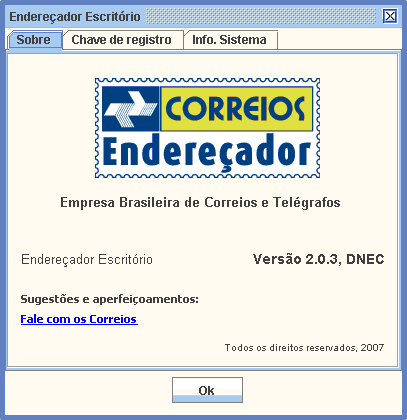 Endereçador Escritório
Sobre Chave de registro Info. Sistema
CORREIOS
Endereçador
Empresa Brasileira de Correios e Telégrafos
Endereçador Escritório Versão 2.0.3, DNEC
Sugestões e aperfeiçoamentos:
Fale com os Correios
Todos os direitos reservados, 2007
Ok